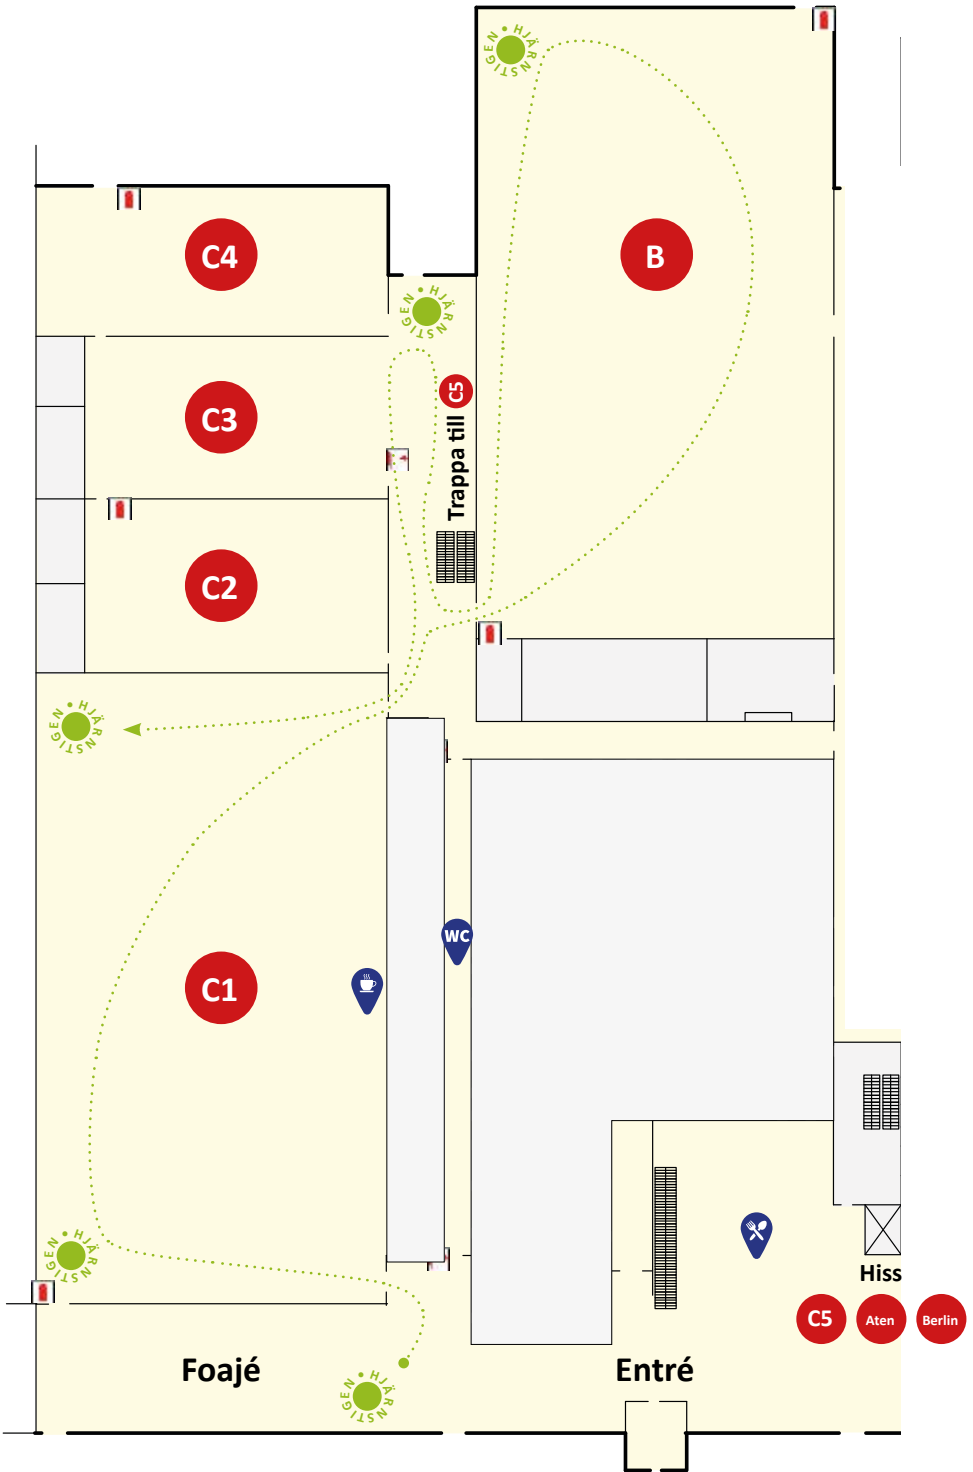 HJÄRNSTIGEN •
C4
B
HJÄRNSTIGEN •
C3
Trappa till C5
C2
HJÄRNSTIGEN •
WC
C1
HJÄRNSTIGEN •
Hiss
C5
Aten
Berlin
Foajé
Entré
HJÄRNSTIGEN •